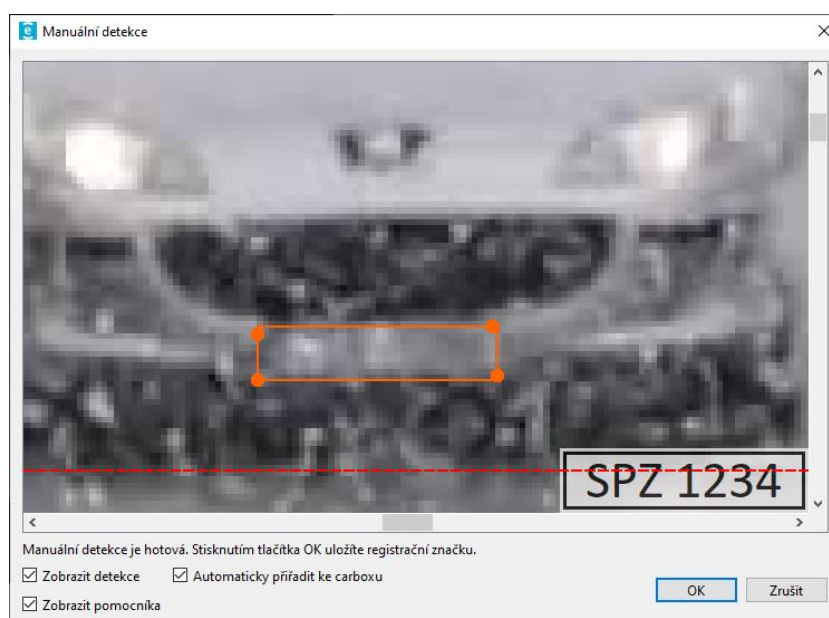 Manuální detekce
SPZ 1234
Manuální detekce je hotová. Stisknutím tlačítka OK uložíte registrační značku.
Zobrazit detekce
Automaticky přiřadit ke carboxu
Zobrazit pomocníka
OK
Zrušit